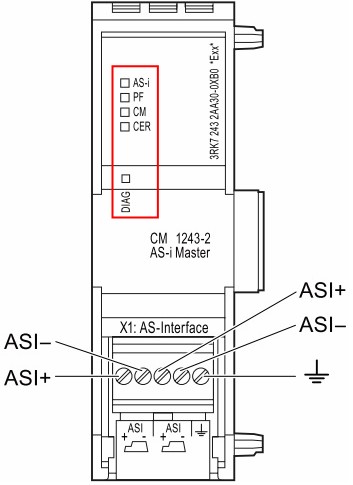 AS-i
PF
CM
CER
DIAG
3RK7 243 2AA30-0XB0 *Exx*
CM 1243-2
AS-i Master
ASI+
X1: AS-Interface
ASI–
ASI–
ASI+
ASI ASI
+ - + -